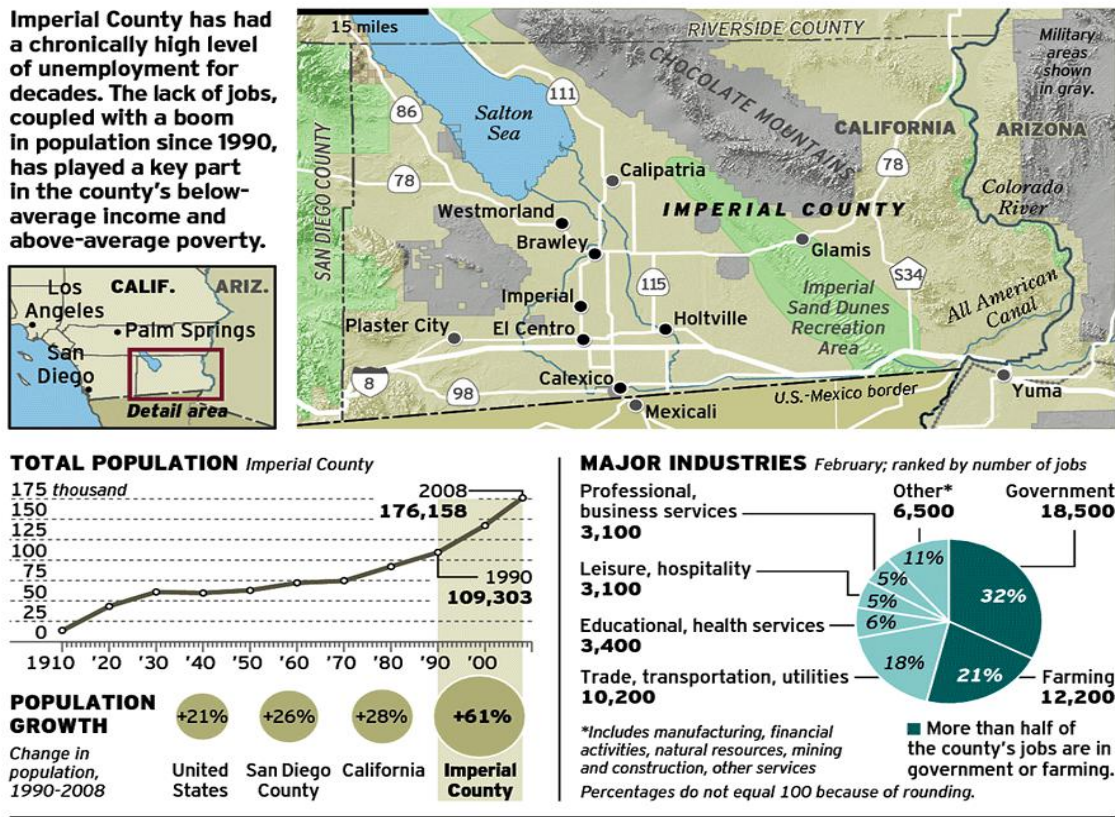 Imperial County has had
a chronically high level
of unemployment for
decades. The lack of jobs,
coupled with a boom
in population since 1990,
has played a key part
in the county's below-
average income and
above-average poverty.
Los
Angeles
CALIF.
ARIZ.
Palm Springs
San
Diego
Detail area
15 miles
RIVERSIDE COUNTY
Military
areas
shown
in gray.
CHOCOLATE MOUNTAINS
SAN DIEGO COUNTY
86
111
Salton
Sea
CALIFORNIA
ARIZONA
78
78
Calipatria
Colorado
River
Westmorland
IMPERIAL COUNTY
Brawley
Glamis
S34
115
Imperial
Imperial
Sand Dunes
Recreation
Area
All American
Canal
Plaster City
El Centro
Holtville
8
98
Calexico
Mexicali
U.S.-Mexico border
Yuma
TOTAL POPULATION Imperial County
175 thousand
150
125
100
75
50
25
0
2008
176,158
1990
109,303
1910
'20
'30
'40
'50
'60
'70
'80
'90
'00
POPULATION
GROWTH
Change in
population,
1990-2008
+21%
United
States
+26%
San Diego
County
+28%
California
+61%
Imperial
County
MAJOR INDUSTRIES February; ranked by number of jobs
Professional,
business services
3,100
Other*
6,500
Government
18,500
Leisure, hospitality
3,100
Educational, health services
3,400
Trade, transportation, utilities
10,200
11%
5%
5%
6%
18%
32%
21%
Farming
12,200
More than half of
the county's jobs are in
government or farming.
*Includes manufacturing, financial
activities, natural resources, mining
and construction, other services
Percentages do not equal 100 because of rounding.